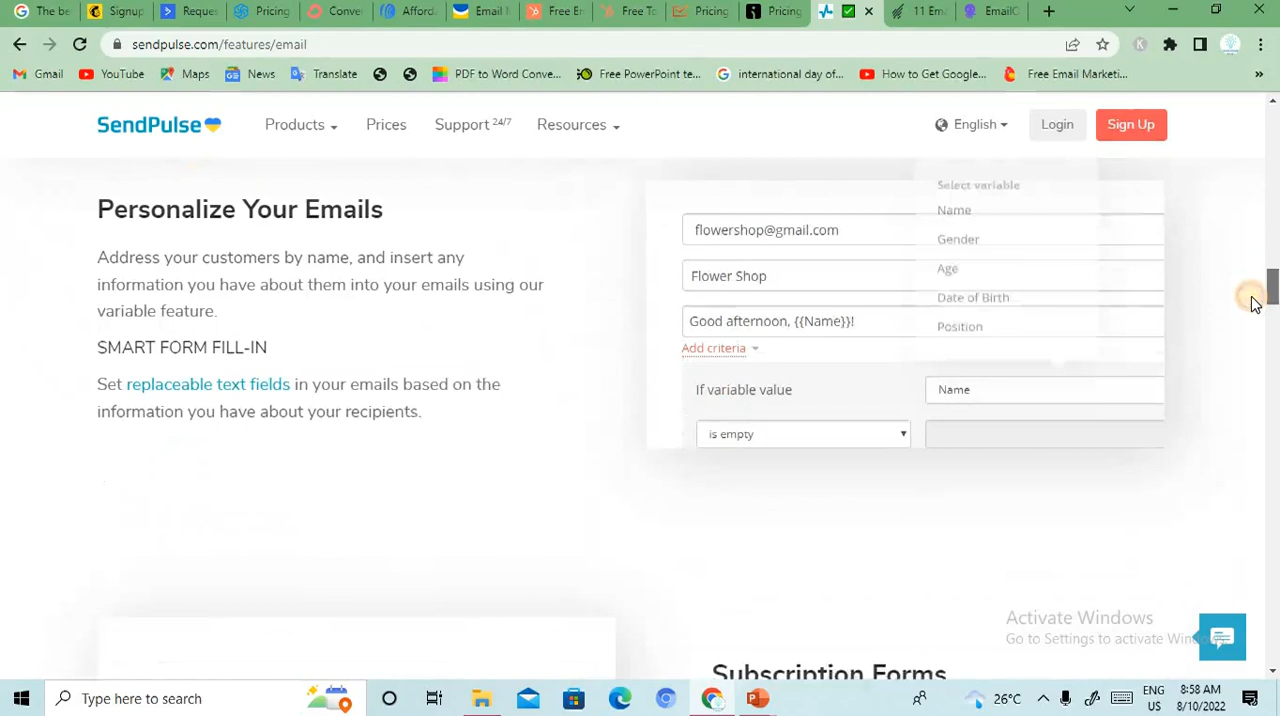 The be
Signup
Reque
Pricing
Conve
Afford
Email M
Free En
Free To
Pricing
Pricing
11 Ema
EmailO
sendpulse.com/features/email
K
Gmail
YouTube
Maps
News
Translate
PDF to Word Conve...
Free PowerPoint te...
international day of...
How to Get Google...
Free Email Marketi...
»
SendPulse
Products
Prices
Support 24/7
Resources
English
Login
Sign Up
Personalize Your Emails
Address your customers by name, and insert any
information you have about them into your emails using our
variable feature.
SMART FORM FILL-IN
Set replaceable text fields in your emails based on the
information you have about your recipients.
Select variable
Name
Gender
Age
Date of Birth
Position
flowershop@gmail.com
Flower Shop
Good afternoon, {{Name}}!
Add criteria
If variable value
Name
is empty
Subscription Forms
Activate Windows
Go to Settings to activate Windows.
Type here to search
26°C
ENG
US
8:58 AM
8/10/2022